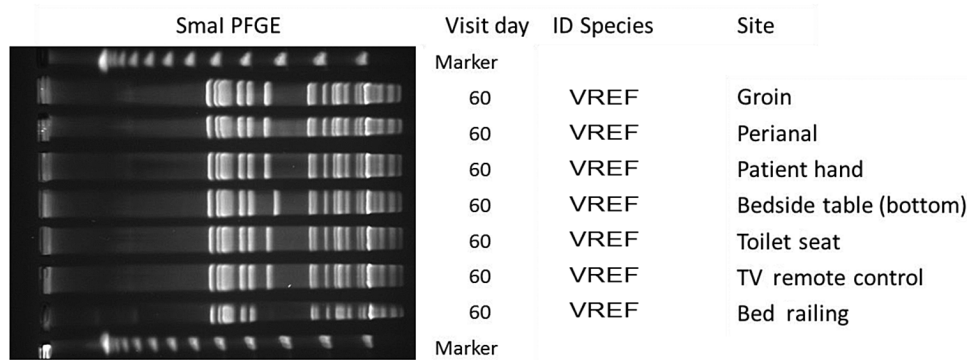 SmaI PFGE Visit day ID Species Site
Marker
60 VREF Groin
60 VREF Perianal
60 VREF Patient hand
60 VREF Bedside table (bottom)
60 VREF Toilet seat
60 VREF TV remote control
60 VREF Bed railing
Marker